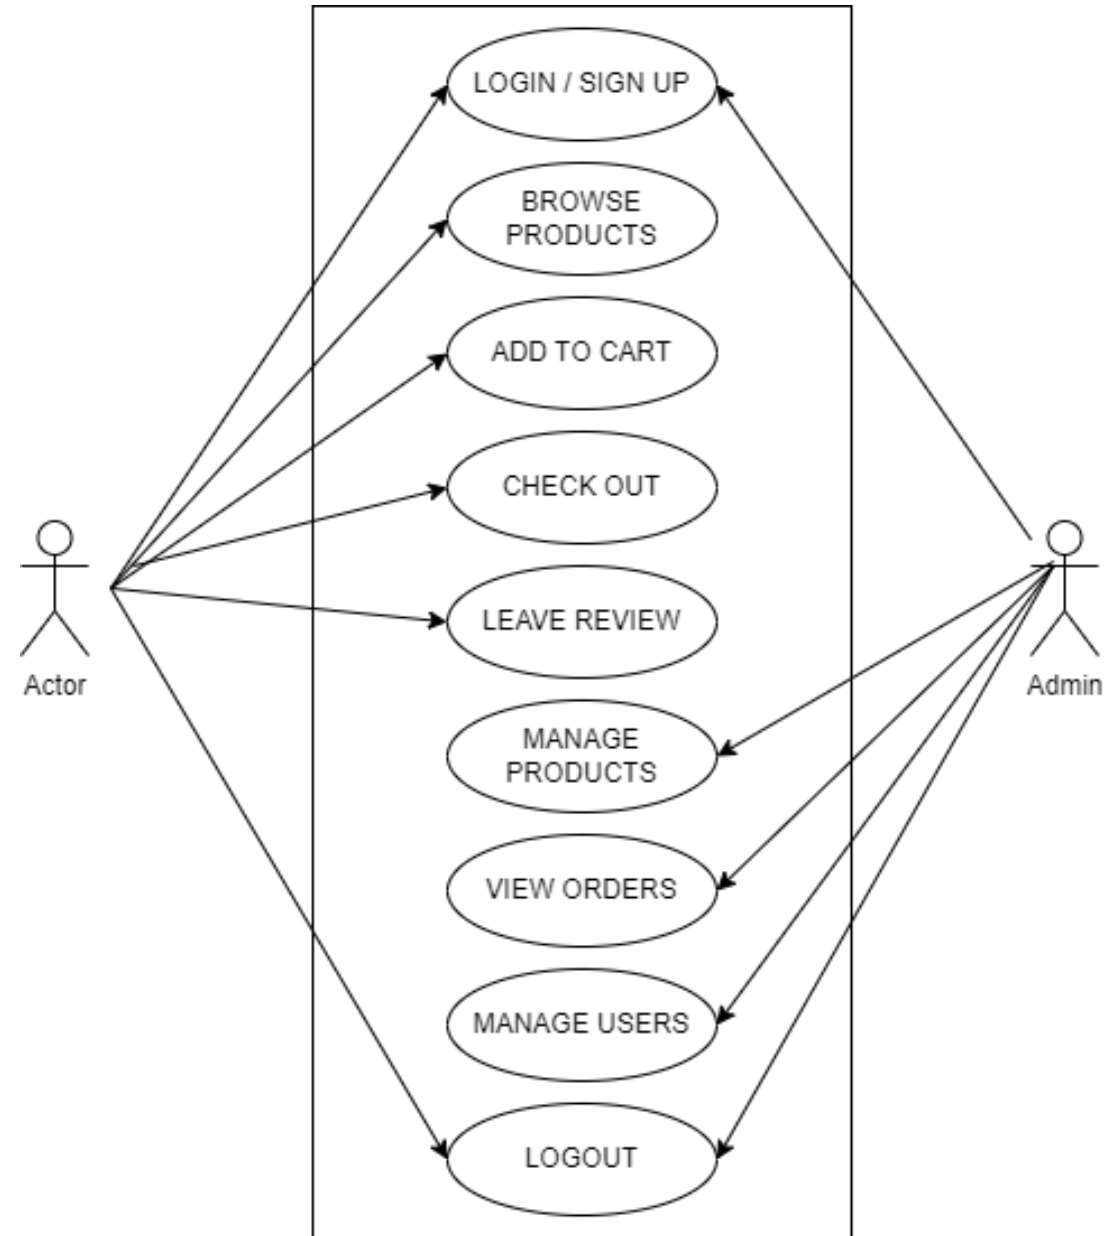 LOGIN / SIGN UP
BROWSE
PRODUCTS
ADD TO CART
CHECK OUT
LEAVE REVIEW
Actor
Admin
MANAGE
PRODUCTS
VIEW ORDERS
MANAGE USERS
LOGOUT